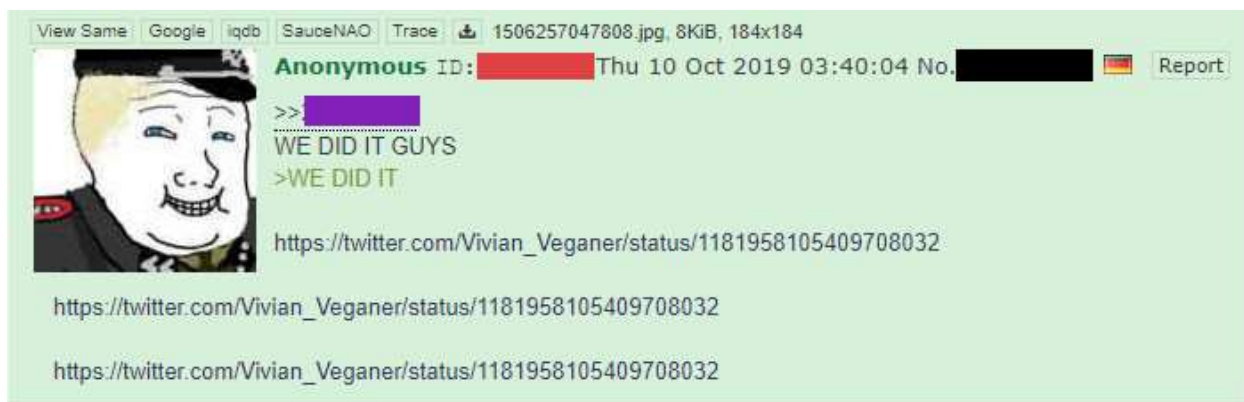 View Same Google iqdb SauceNAO Trace 1506257047808.jpg, 8KiB, 184x184
Anonymous ID: Thu 10 Oct 2019 03:40:04 No. Report
>>
WE DID IT GUYS
>WE DID IT
https://twitter.com/Vivian_Veganer/status/1181958105409708032
https://twitter.com/Vivian_Veganer/status/1181958105409708032
https://twitter.com/Vivian_Veganer/status/1181958105409708032